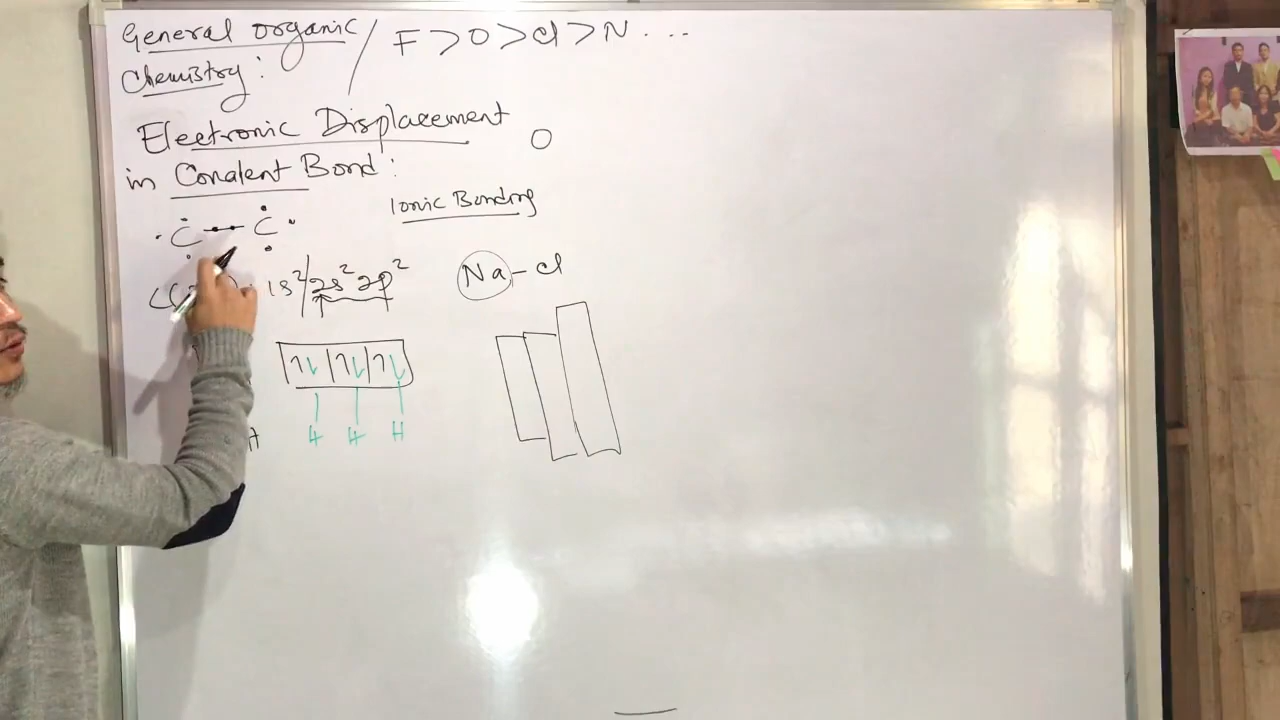 General organic / F > O > Cl > N ...
Chemistry :
Electronic Displacement
O
in Covalent Bond :
Ionic Bonding
C C
1s² / 2s² 2p²
Na - Cl
H H H